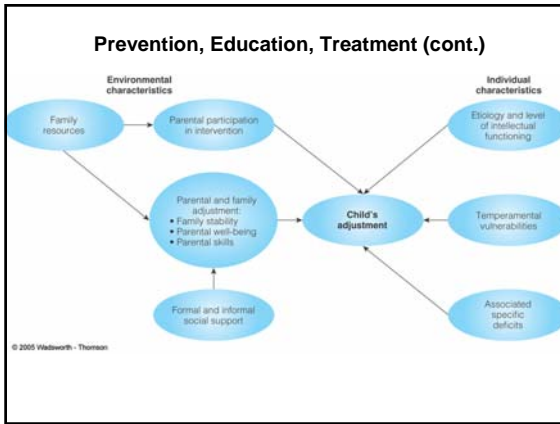 Prevention, Education, Treatment (cont.)
Environmental
characteristics
Individual
characteristics
Family
resources
Parental participation
in intervention
Etiology and level
of intellectual
functioning
Parental and family
adjustment:
• Family stability
• Parental well-being
• Parental skills
Child's
adjustment
Temperamental
vulnerabilities
Formal and informal
social support
Associated
specific
deficits
© 2005 Wadsworth - Thomson